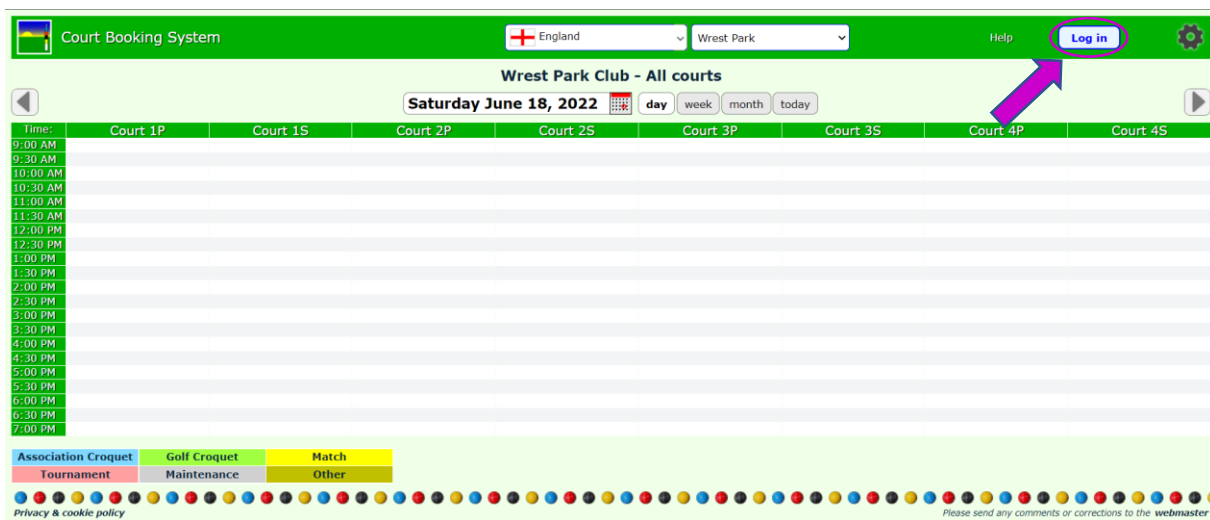 Court Booking System England Wrest Park Help Log in
Wrest Park Club - All courts
Saturday June 18, 2022 day week month today
Time: Court 1P Court 1S Court 2P Court 2S Court 3P Court 3S Court 4P Court 4S
9:00 AM
9:30 AM
10:00 AM
10:30 AM
11:00 AM
11:30 AM
12:00 PM
12:30 PM
1:00 PM
1:30 PM
2:00 PM
2:30 PM
3:00 PM
3:30 PM
4:00 PM
4:30 PM
5:00 PM
5:30 PM
6:00 PM
6:30 PM
7:00 PM
Association Croquet Golf Croquet Match
Tournament Maintenance Other
Privacy & cookie policy Please send any comments or corrections to the webmaster